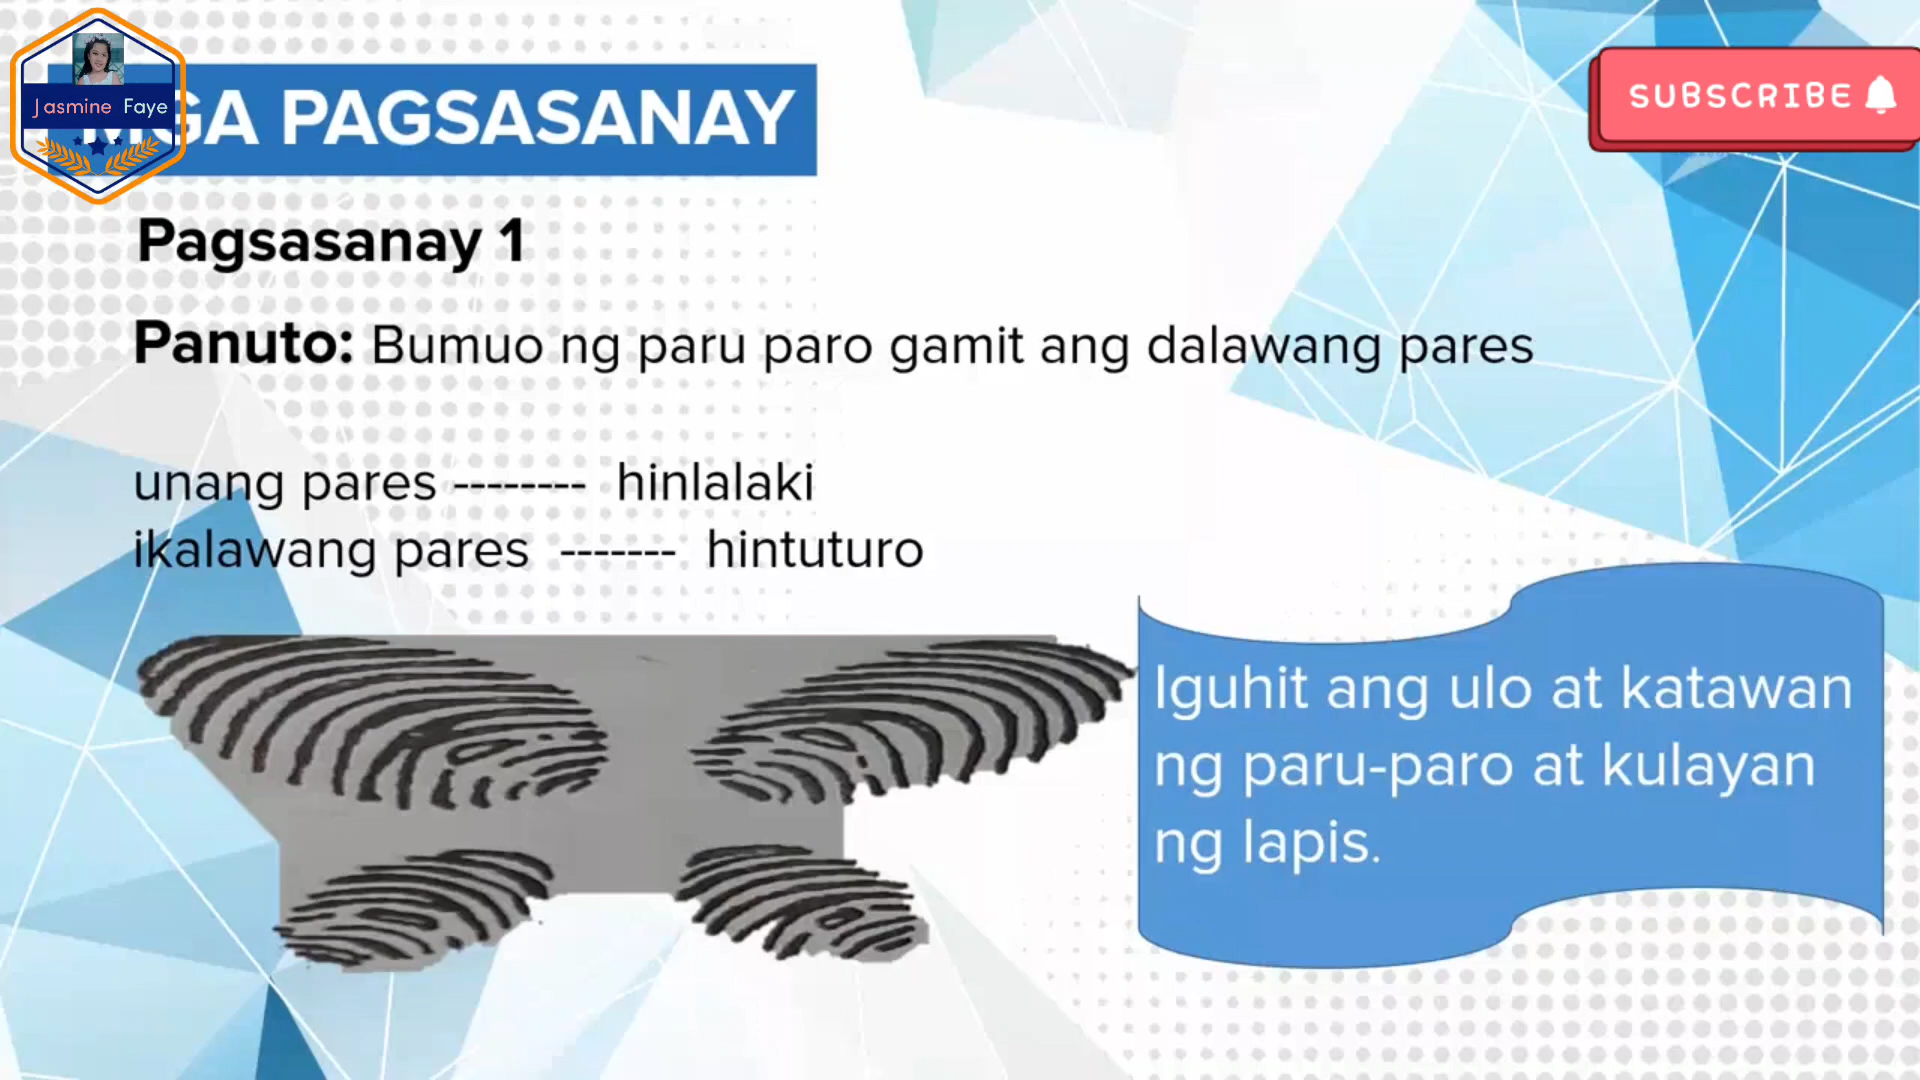 Jasmine Faye
MGA PAGSASANAY
SUBSCRIBE
Pagsasanay 1
Panuto: Bumuo ng paru paro gamit ang dalawang pares
unang pares -------- hinlalaki
ikalawang pares ------- hintuturo
Iguhit ang ulo at katawan
ng paru-paro at kulayan
ng lapis.